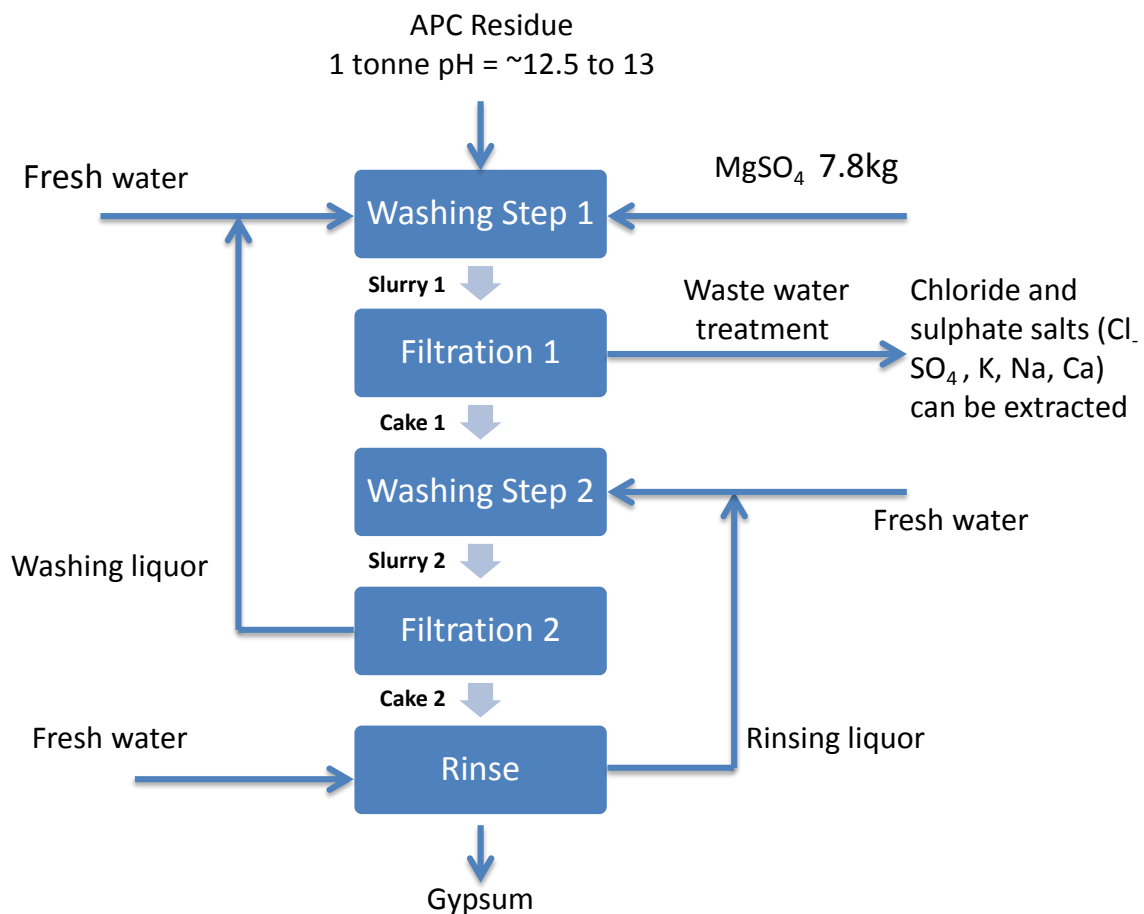 APC Residue
1 tonne pH = ~12.5 to 13
Fresh water
MgSO₄ 7.8kg
Washing Step 1
Slurry 1
Waste water
treatment
Chloride and
sulphate salts (Cl-
SO₄ , K, Na, Ca)
can be extracted
Filtration 1
Cake 1
Washing Step 2
Fresh water
Slurry 2
Washing liquor
Filtration 2
Cake 2
Fresh water
Rinsing liquor
Rinse
Gypsum